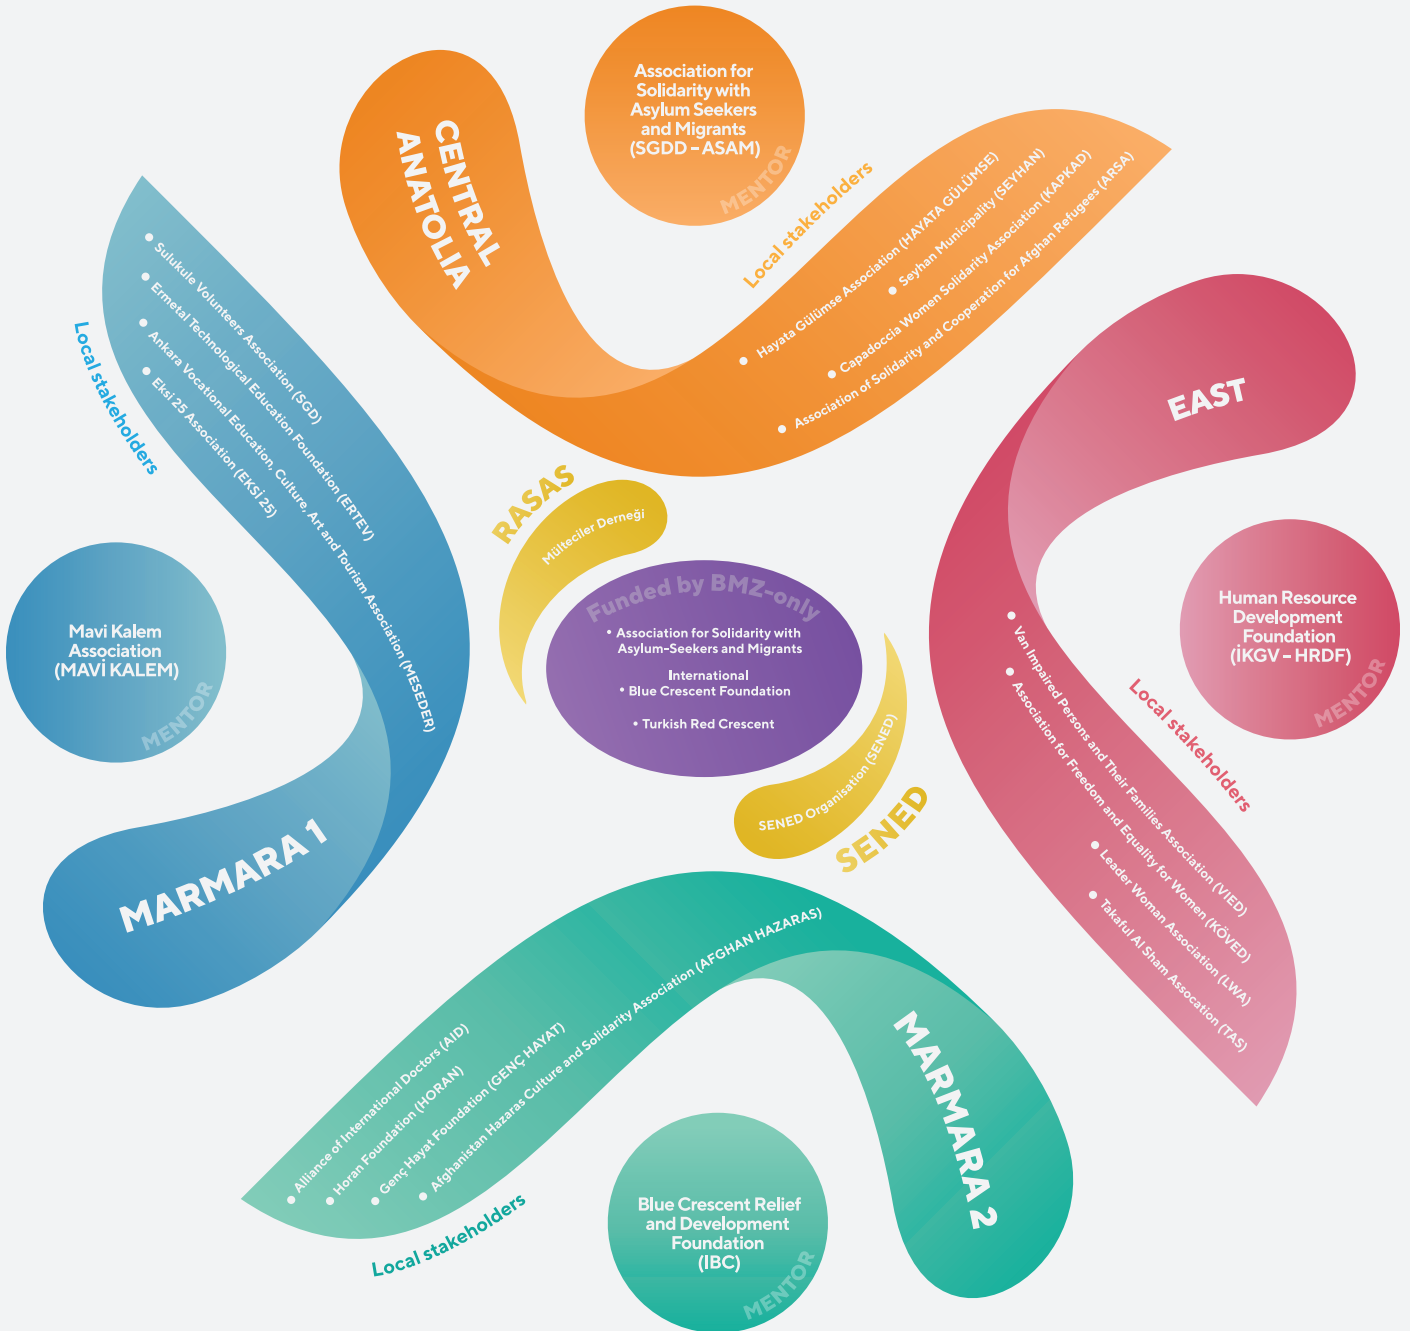 CENTRAL
ANATOLIA
Association for
Solidarity with
Asylum Seekers
and Migrants
(SGDD – ASAM)
MENTOR
Local stakeholders
• Hayata Gülümse Association (HAYATA GÜLÜMSE)
• Seyhan Municipality (SEYHAN)
• Capadoccia Women Solidarity Association (KAPKAD)
• Association of Solidarity and Cooperation for Afghan Refugees (ARSA)
Local stakeholders
• Sulukule Volunteers Association (SGD)
• Ermetal Technological Education Foundation (ERTEV)
• Ankara Vocational Education, Culture, Art and Tourism Association (MESEDER)
• Eksi 25 Association (EKSİ 25)
Mavi Kalem
Association
(MAVİ KALEM)
MENTOR
MARMARA 1
RASAS
Mülteciler Derneği
Funded by BMZ-only
• Association for Solidarity with
Asylum-Seekers and Migrants
International
• Blue Crescent Foundation
• Turkish Red Crescent
SENED Organisation (SENED)
SENED
EAST
Human Resource
Development
Foundation
(İKGV – HRDF)
MENTOR
Local stakeholders
• Van Impaired Persons and Their Families Association (VIED)
• Association for Freedom and Equality for Women (KÖVED)
• Leader Woman Association (LWA)
• Takaful Al Sham Assocation (TAS)
• Alliance of International Doctors (AID)
• Horan Foundation (HORAN)
• Genç Hayat Foundation (GENÇ HAYAT)
• Afghanistan Hazaras Culture and Solidarity Association (AFGHAN HAZARAS)
Local stakeholders
MARMARA 2
Blue Crescent Relief
and Development
Foundation
(IBC)
MENTOR